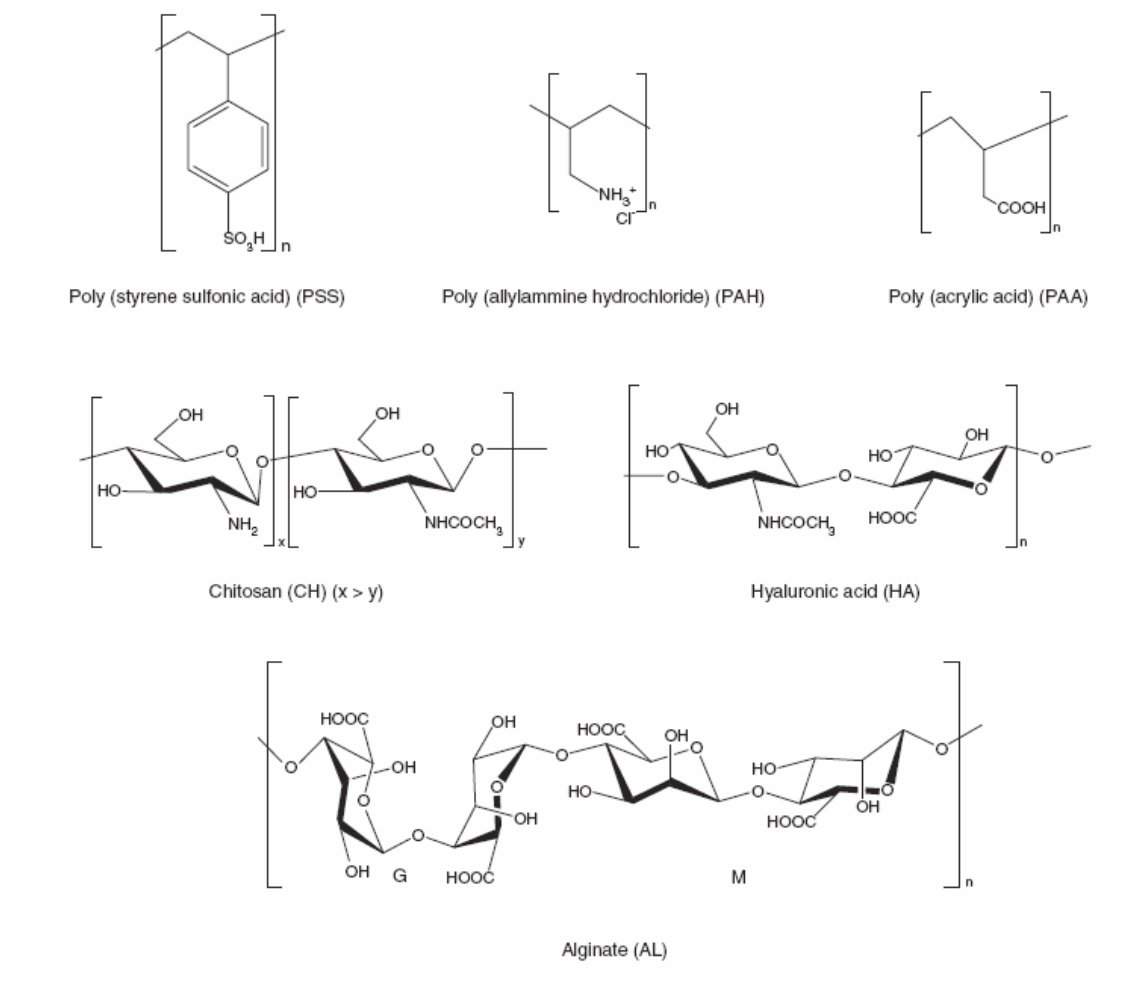 SO3H
n
NH3+
Cl-
n
COOH
n
Poly (styrene sulfonic acid) (PSS)
Poly (allylammine hydrochloride) (PAH)
Poly (acrylic acid) (PAA)
OH
O
O
HO
NH2
x
OH
O
O
HO
NHCOCH3
y
OH
HO
O
O
O
NHCOCH3
OH
HO
O
O
HOOC
n
Chitosan (CH) (x > y)
Hyaluronic acid (HA)
HOOC
OH
O
O
O
OH
G
OH
O
O
OH
HOOC
HOOC
OH
O
HO
O
M
HO
O
OH
O
HOOC
n
Alginate (AL)